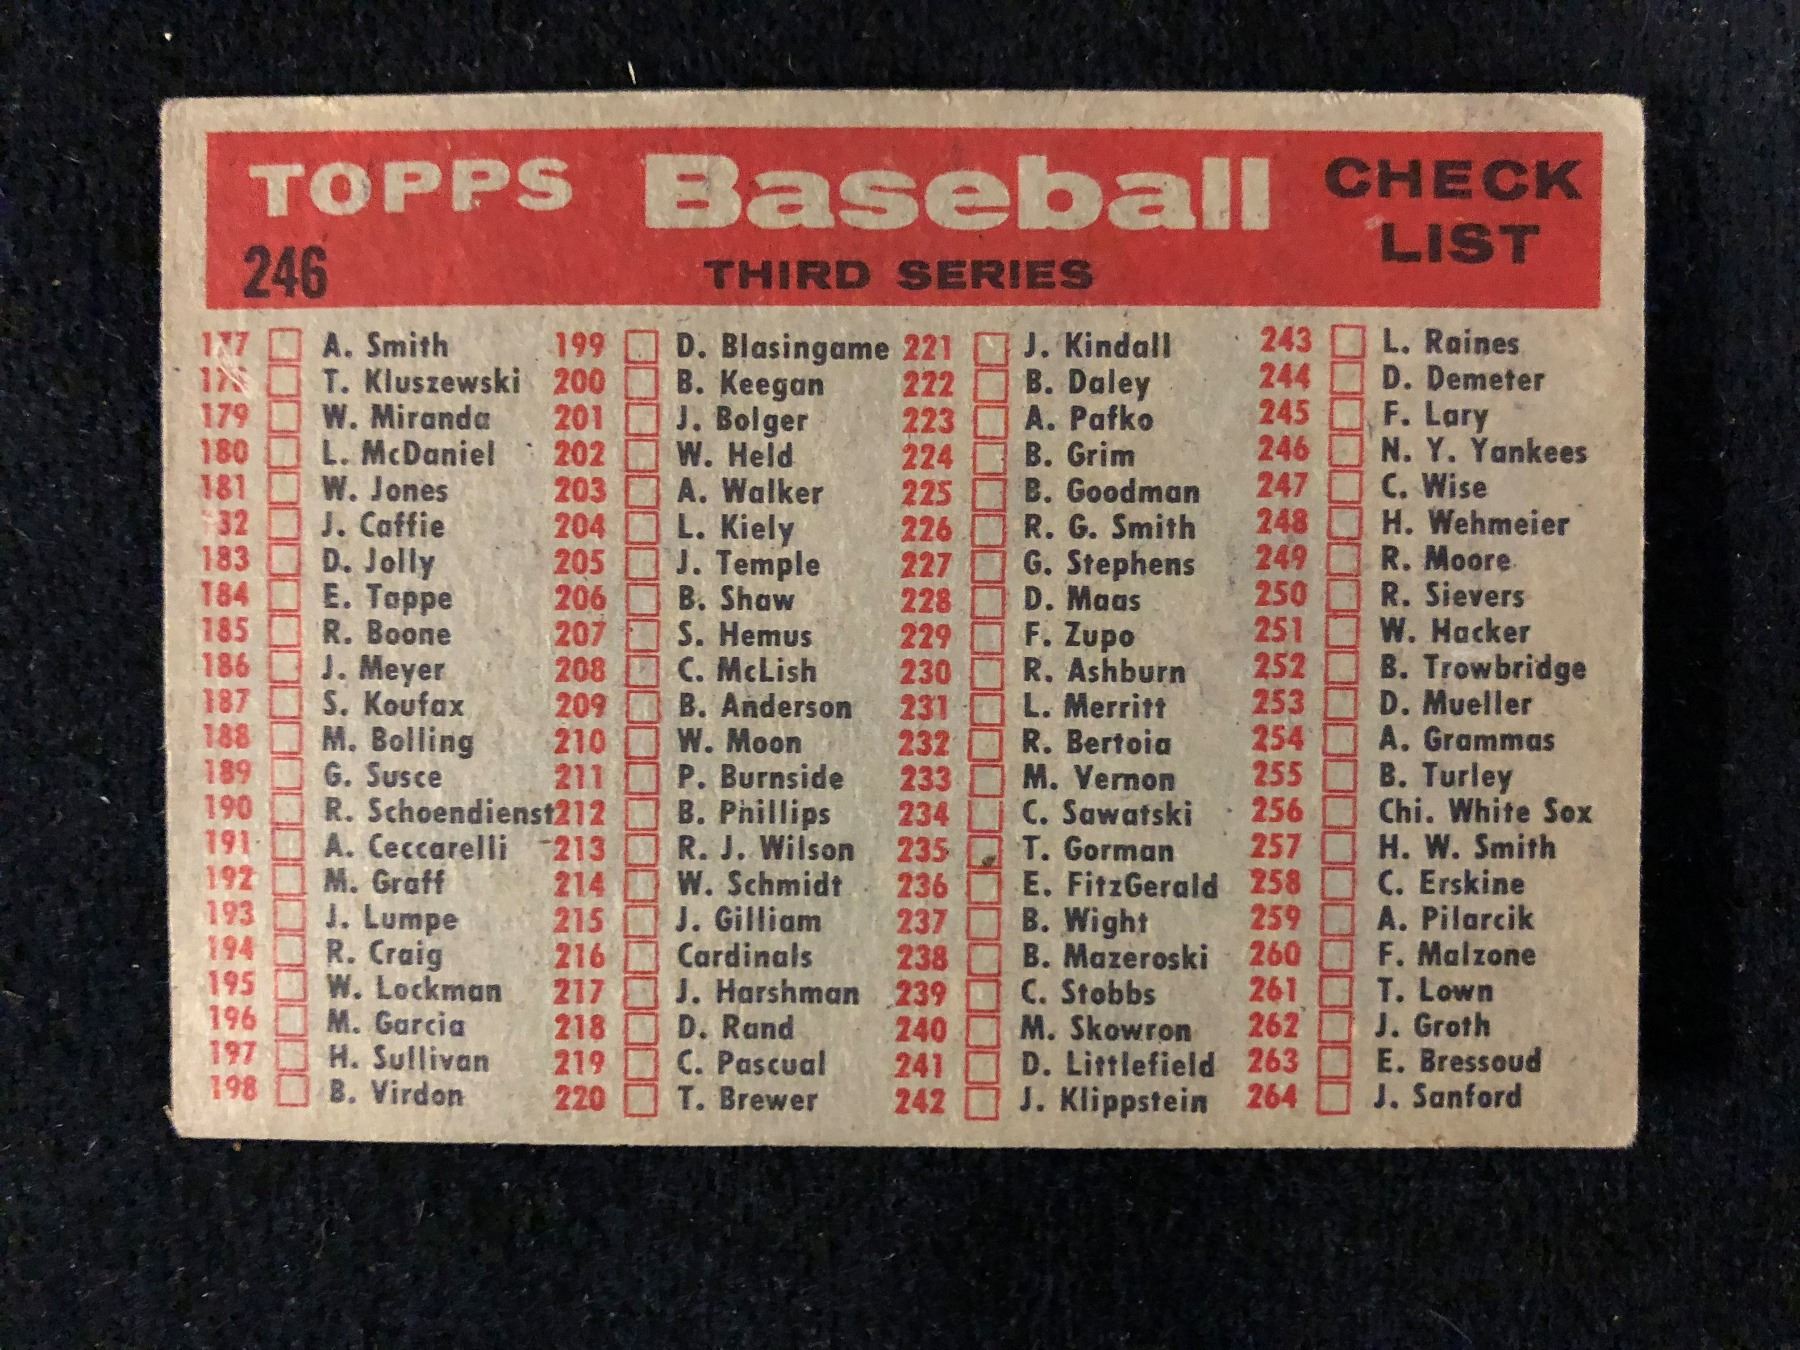 TOPPS Baseball CHECK LIST
246 THIRD SERIES
177 A. Smith
178 T. Kluszewski
179 W. Miranda
180 L. McDaniel
181 W. Jones
182 J. Caffie
183 D. Jolly
184 E. Tappe
185 R. Boone
186 J. Meyer
187 S. Koufax
188 M. Bolling
189 G. Susce
190 R. Schoendienst
191 A. Ceccarelli
192 M. Graff
193 J. Lumpe
194 R. Craig
195 W. Lockman
196 M. Garcia
197 H. Sullivan
198 B. Virdon
199 D. Blasingame
200 B. Keegan
201 J. Bolger
202 W. Held
203 A. Walker
204 L. Kiely
205 J. Temple
206 B. Shaw
207 S. Hemus
208 C. McLish
209 B. Anderson
210 W. Moon
211 P. Burnside
212 B. Phillips
213 R. J. Wilson
214 W. Schmidt
215 J. Gilliam
216 Cardinals
217 J. Harshman
218 D. Rand
219 C. Pascual
220 T. Brewer
221 J. Kindall
222 B. Daley
223 A. Pafko
224 B. Grim
225 B. Goodman
226 R. G. Smith
227 G. Stephens
228 D. Maas
229 F. Zupo
230 R. Ashburn
231 L. Merritt
232 R. Bertoia
233 M. Vernon
234 C. Sawatski
235 T. Gorman
236 E. FitzGerald
237 B. Wight
238 B. Mazeroski
239 C. Stobbs
240 M. Skowron
241 D. Littlefield
242 J. Klippstein
243 L. Raines
244 D. Demeter
245 F. Lary
246 N. Y. Yankees
247 C. Wise
248 H. Wehmeier
249 R. Moore
250 R. Sievers
251 W. Hacker
252 B. Trowbridge
253 D. Mueller
254 A. Grammas
255 B. Turley
256 Chi. White Sox
257 H. W. Smith
258 C. Erskine
259 A. Pilarcik
260 F. Malzone
261 T. Lown
262 J. Groth
263 E. Bressoud
264 J. Sanford